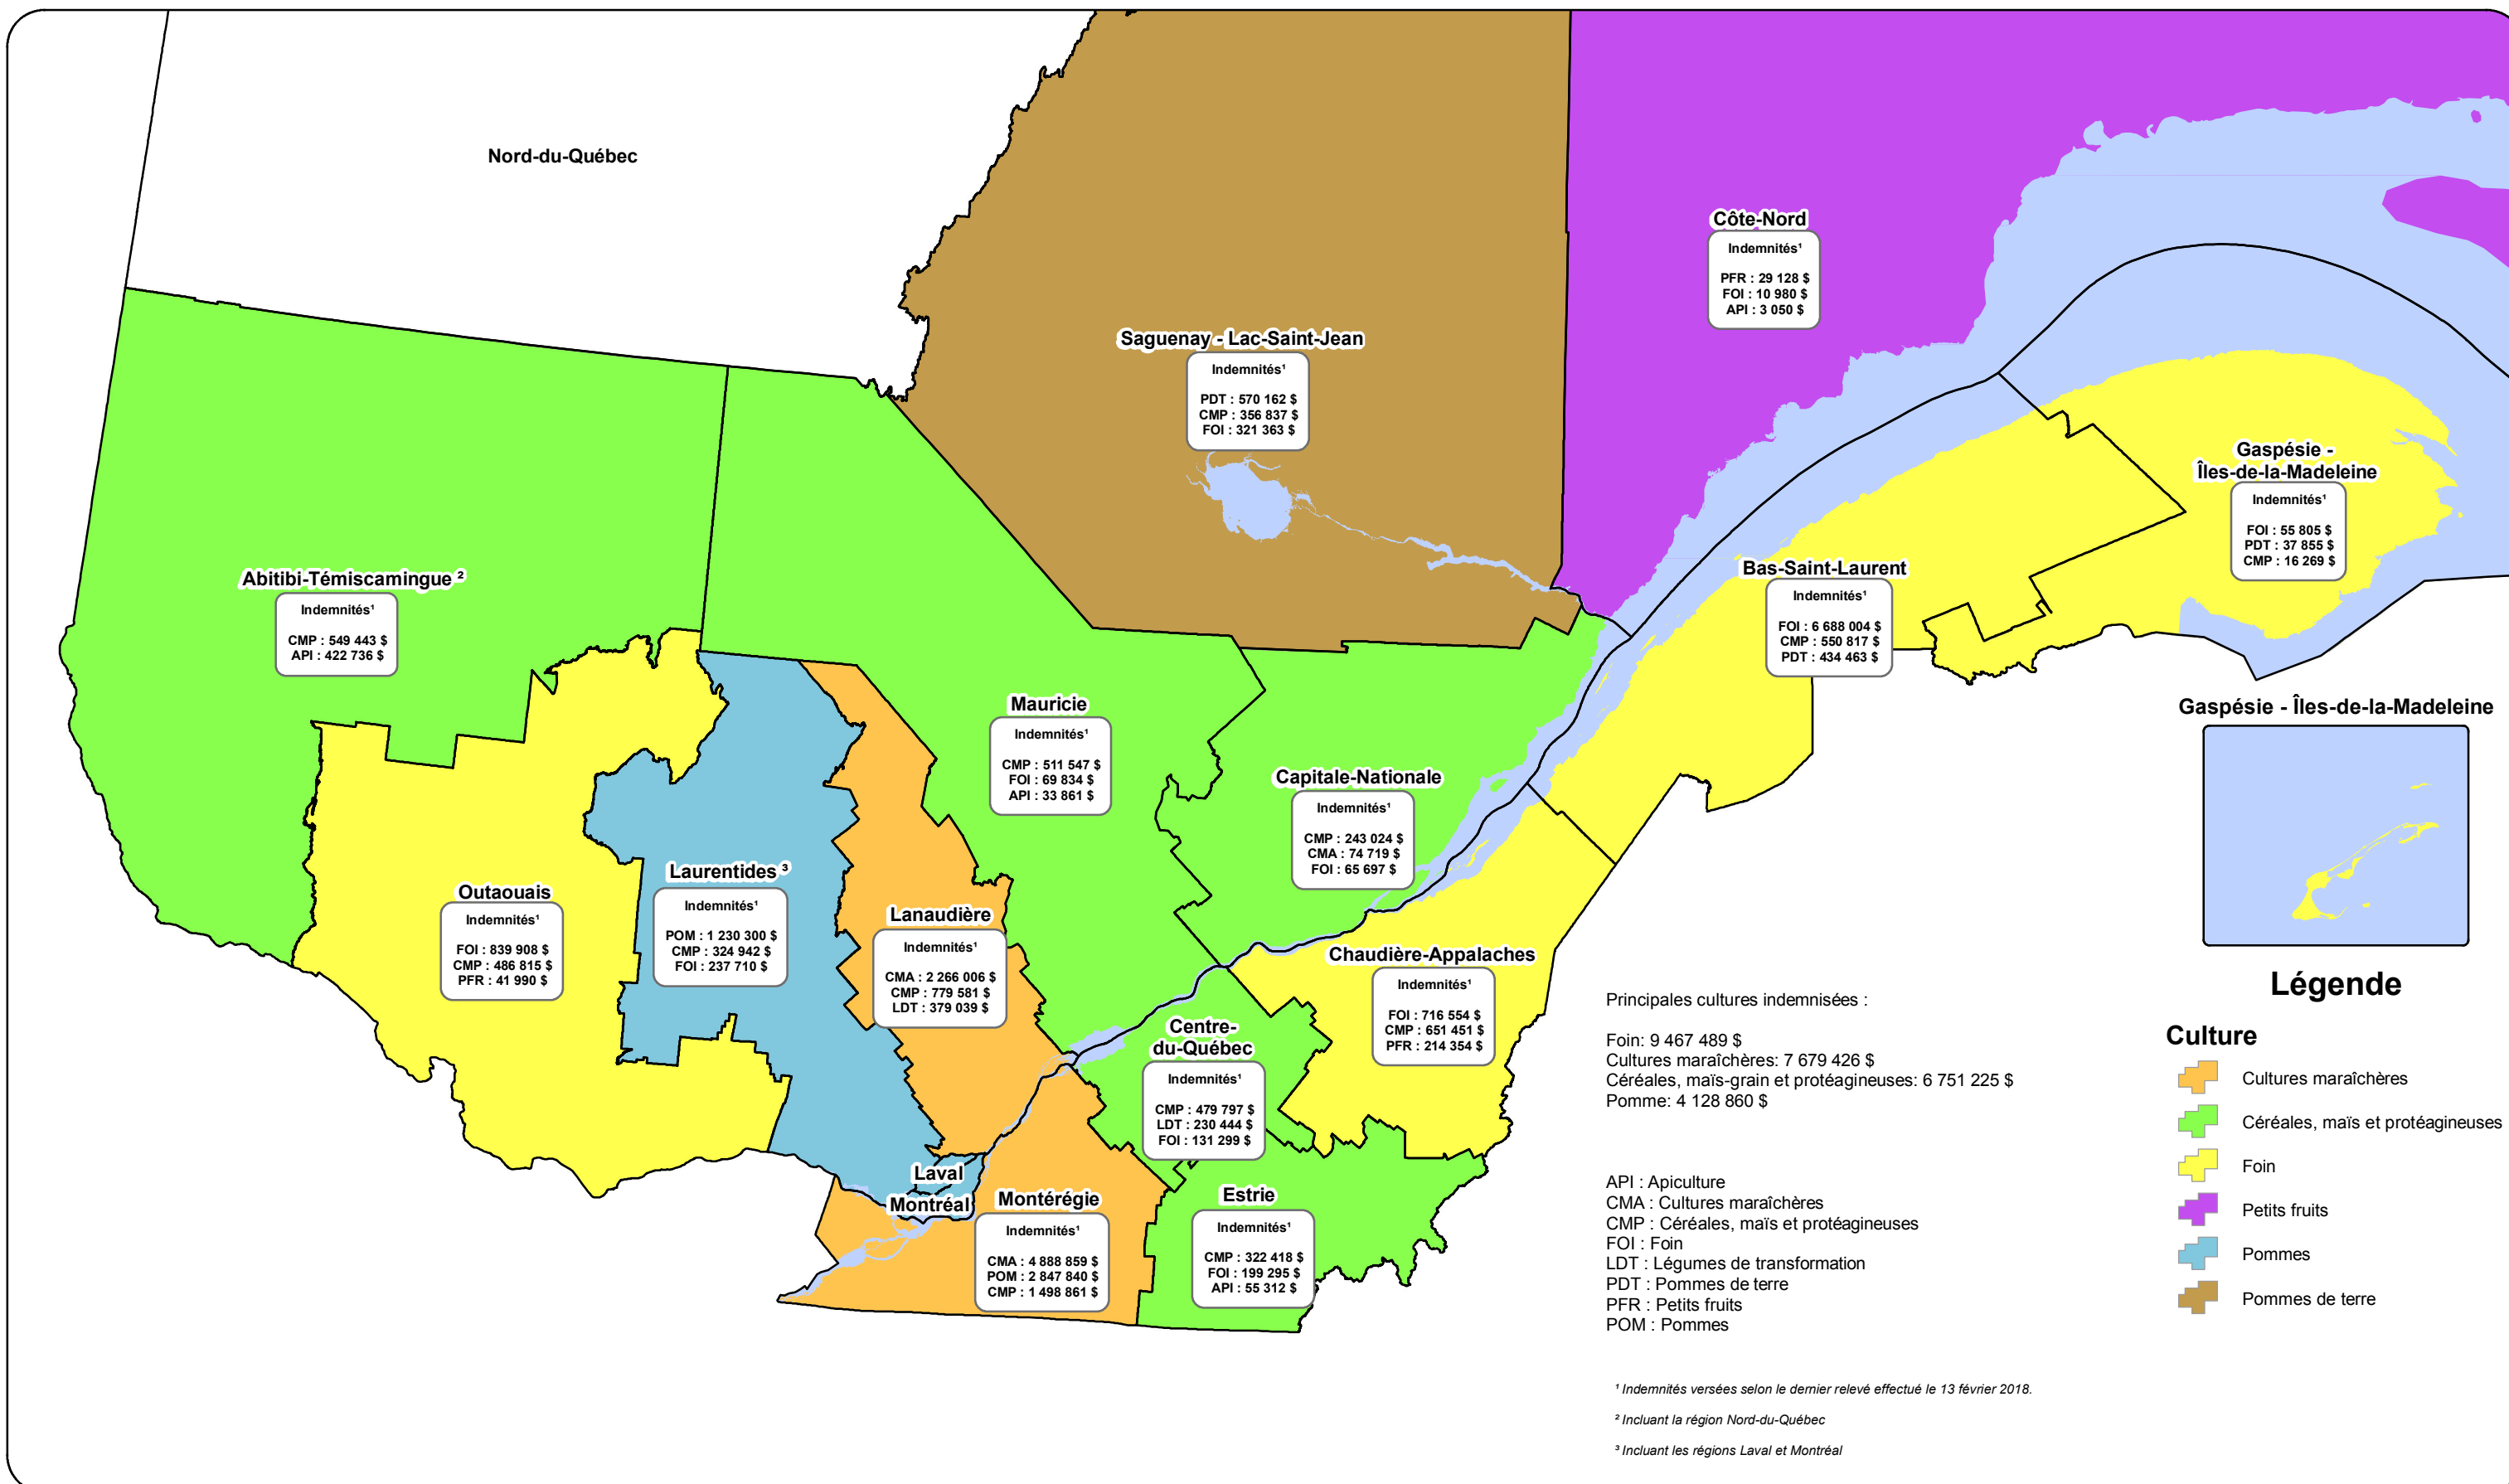 Nord-du-Québec
Côte-Nord
Indemnités¹
PFR : 29 128 $
FOI : 10 980 $
API : 3 050 $
Saguenay - Lac-Saint-Jean
Indemnités¹
PDT : 570 162 $
CMP : 356 837 $
FOI : 321 363 $
Gaspésie -
Îles-de-la-Madeleine
Indemnités¹
FOI : 55 805 $
PDT : 37 855 $
CMP : 16 269 $
Abitibi-Témiscamingue ²
Indemnités¹
CMP : 549 443 $
API : 422 736 $
Bas-Saint-Laurent
Indemnités¹
FOI : 6 688 004 $
CMP : 550 817 $
PDT : 434 463 $
Mauricie
Indemnités¹
CMP : 511 547 $
FOI : 69 834 $
API : 33 861 $
Capitale-Nationale
Indemnités¹
CMP : 243 024 $
CMA : 74 719 $
FOI : 65 697 $
Outaouais
Indemnités¹
FOI : 839 908 $
CMP : 486 815 $
PFR : 41 990 $
Laurentides ³
Indemnités¹
POM : 1 230 300 $
CMP : 324 942 $
FOI : 237 710 $
Lanaudière
Indemnités¹
CMA : 2 266 006 $
CMP : 779 581 $
LDT : 379 039 $
Chaudière-Appalaches
Indemnités¹
FOI : 716 554 $
CMP : 651 451 $
PFR : 214 354 $
Centre-
du-Québec
Indemnités¹
CMP : 479 797 $
LDT : 230 444 $
FOI : 131 299 $
Laval
Montréal
Montérégie
Indemnités¹
CMA : 4 888 859 $
POM : 2 847 840 $
CMP : 1 498 861 $
Estrie
Indemnités¹
CMP : 322 418 $
FOI : 199 295 $
API : 55 312 $
Gaspésie - Îles-de-la-Madeleine
Principales cultures indemnisées :
Foin: 9 467 489 $
Cultures maraîchères: 7 679 426 $
Céréales, maïs-grain et protéagineuses: 6 751 225 $
Pomme: 4 128 860 $
API : Apiculture
CMA : Cultures maraîchères
CMP : Céréales, maïs et protéagineuses
FOI : Foin
LDT : Légumes de transformation
PDT : Pommes de terre
PFR : Petits fruits
POM : Pommes
¹ Indemnités versées selon le dernier relevé effectué le 13 février 2018.
² Incluant la région Nord-du-Québec
³ Incluant les régions Laval et Montréal
Légende
Culture
Cultures maraîchères
Céréales, maïs et protéagineuses
Foin
Petits fruits
Pommes
Pommes de terre